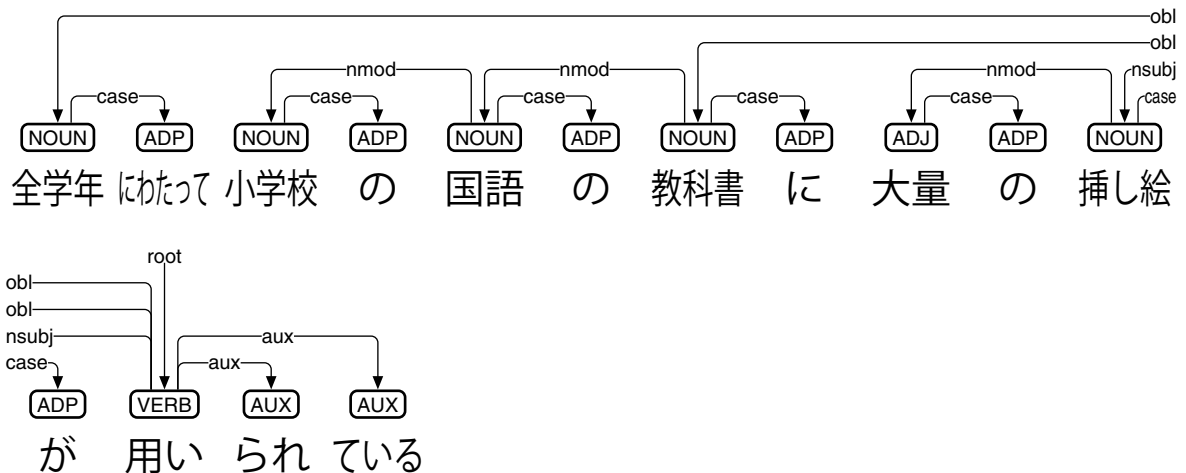 obl
obl
nmod nmod nmod nsubj
case case case case case case
NOUN ADP NOUN ADP NOUN ADP NOUN ADP ADJ ADP NOUN
全学年 にわたって 小学校 の 国語 の 教科書 に 大量 の 挿し絵
root
obl
obl
nsubj aux
case aux
ADP VERB AUX AUX
が 用い られ ている